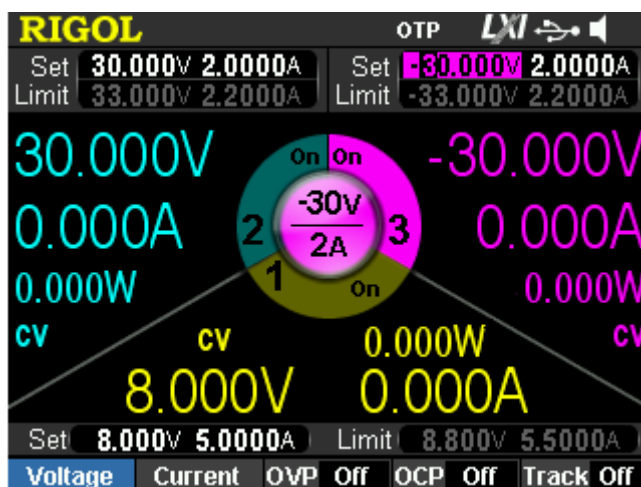 RIGOL OTP LXI
Set 30.000V 2.0000A Set -30.000V 2.0000A
Limit 33.000V 2.2000A Limit -33.000V 2.2000A
30.000V On On -30.000V
-30V
0.000A 2 3 0.000A
2A
0.000W 1 On 0.000W
CV CV 0.000W CV
8.000V 0.000A
Set 8.000V 5.0000A Limit 8.800V 5.5000A
Voltage Current OVP Off OCP Off Track Off